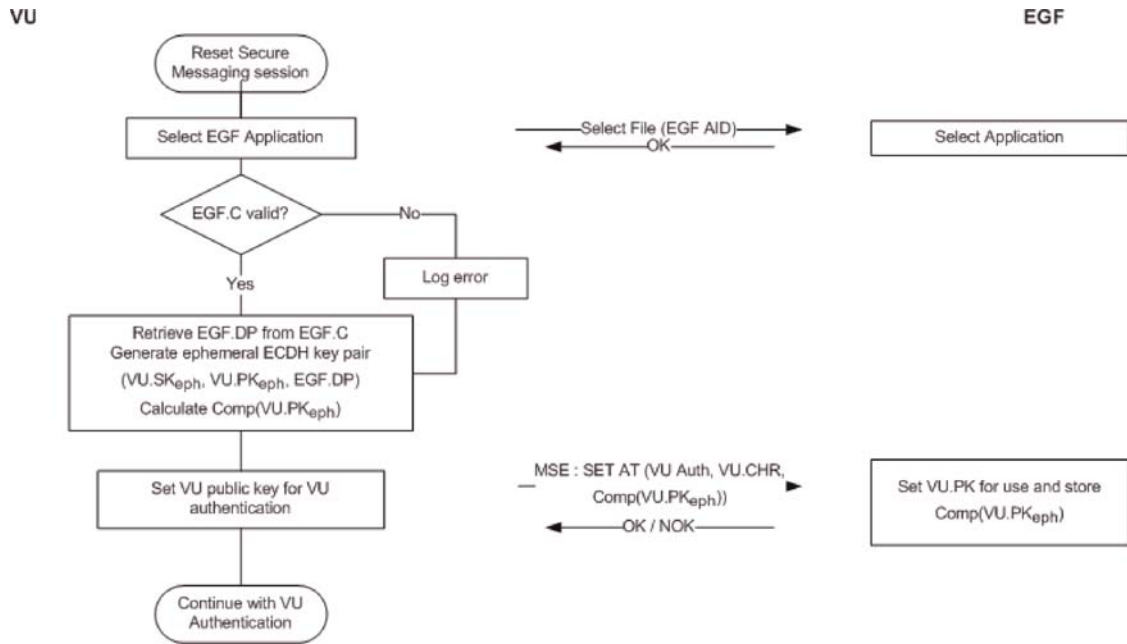 VU
EGF
Reset Secure
Messaging session
Select EGF Application
Select File (EGF AID)
OK
Select Application
EGF.C valid?
No
Log error
Yes
Retrieve EGF.DP from EGF.C
Generate ephemeral ECDH key pair
(VU.SKeph, VU.PKeph, EGF.DP)
Calculate Comp(VU.PKeph)
Set VU public key for VU
authentication
MSE : SET AT (VU Auth, VU.CHR,
Comp(VU.PKeph))
OK / NOK
Set VU.PK for use and store
Comp(VU.PKeph)
Continue with VU
Authentication